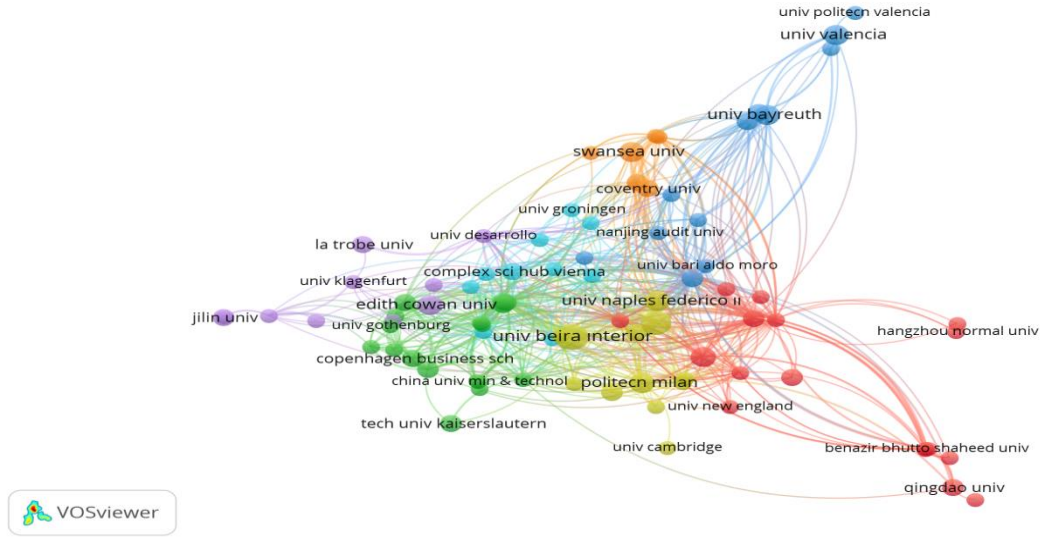 univ politecn valencia
univ valencia
univ bayreuth
swansea univ
coventry univ
univ groningen
univ desarrollo
nanjing audit univ
la trobe univ
univ bari aldo moro
complex sci hub vienna
univ klagenfurt
edith cowan univ
univ naples federico ii
jilin univ
univ gothenburg
hangzhou normal univ
univ beira interior
copenhagen business sch
china univ min & technol
politecn milan
univ new england
tech univ kaiserslautern
univ cambridge
benazir bhutto shaheed univ
qingdao univ
VOSviewer